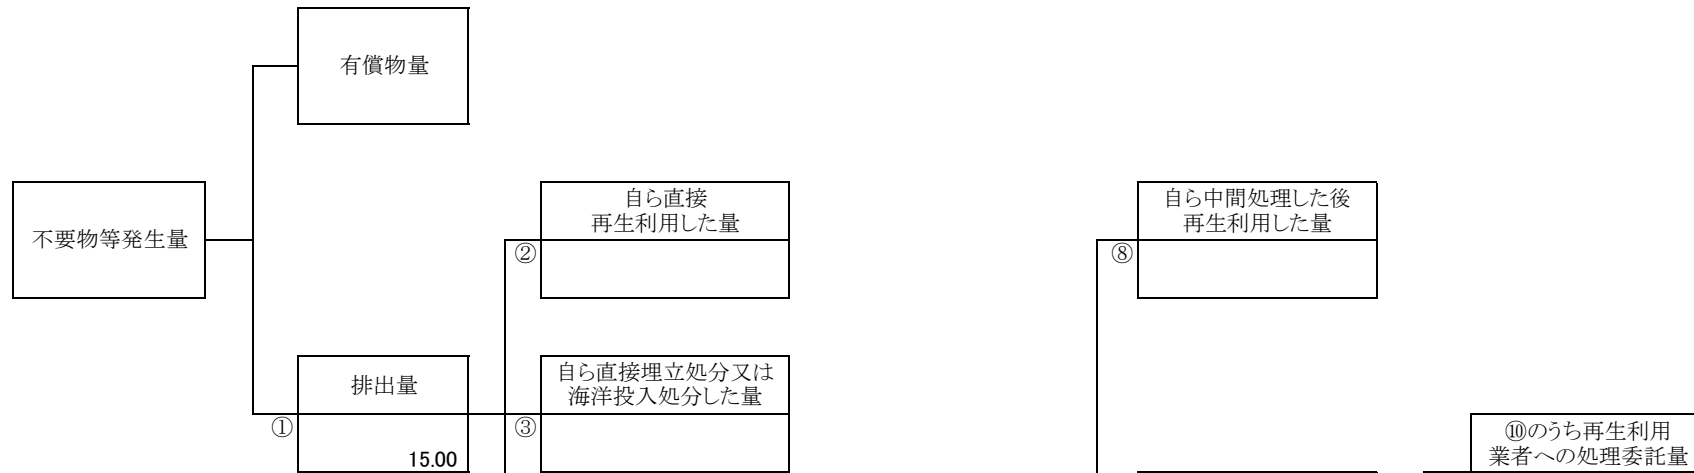 有償物量
不要物等発生量
自ら直接
再生利用した量
②
自ら中間処理した後
再生利用した量
⑧
排出量
①
15.00
自ら直接埋立処分又は
海洋投入処分した量
③
⑩のうち再生利用
業者への処理委託量